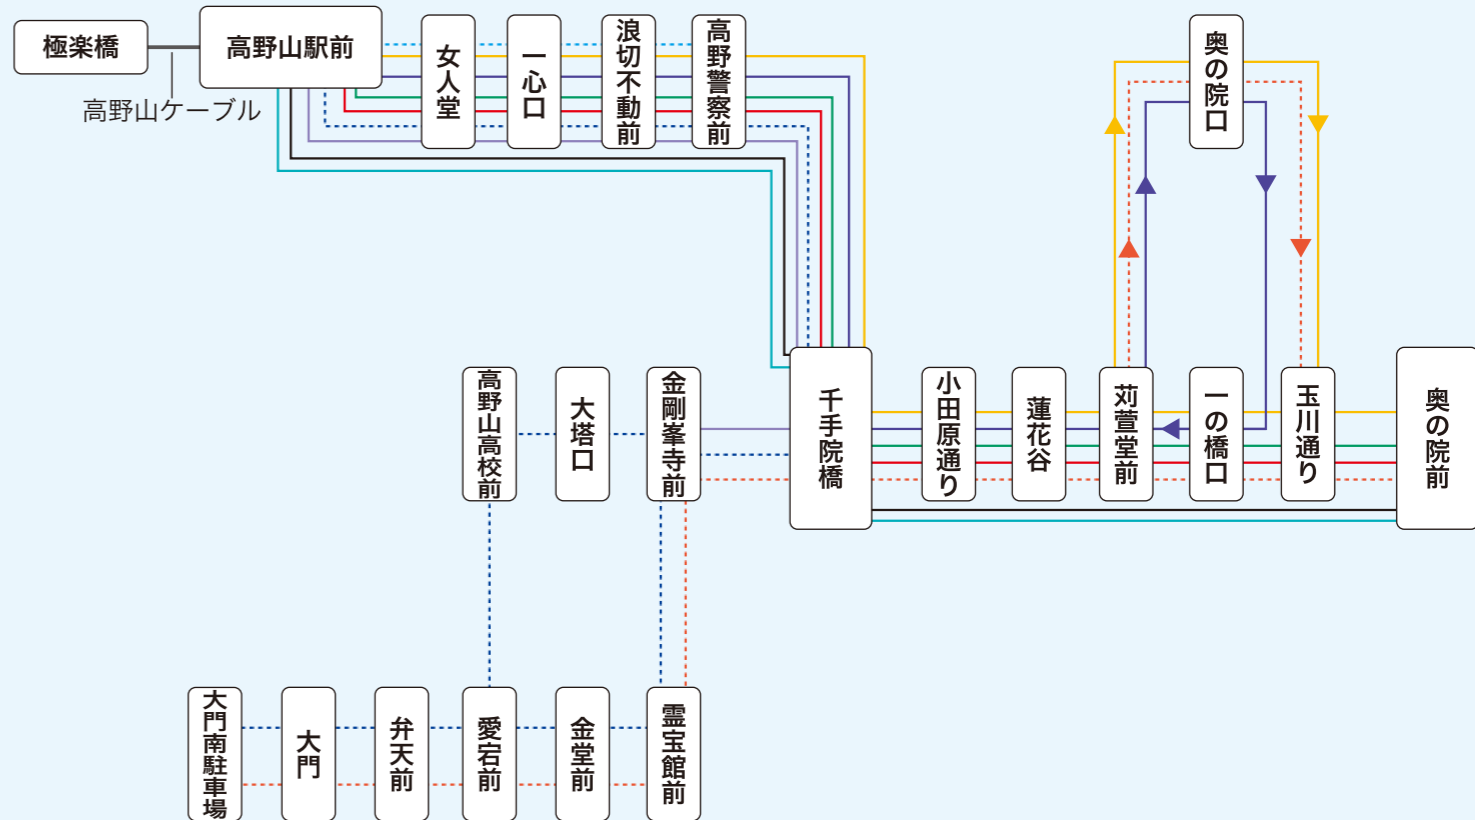 極楽橋
高野山駅前
高野山ケーブル
女人堂
一心口
浪切不動前
高野警察前
奥の院口
高野山高校前
大塔口
金剛峯寺前
千手院橋
小田原通り
蓮花谷
苅萱堂前
一の橋口
玉川通り
奥の院前
大門南駐車場
大門
弁天前
愛宕前
金堂前
霊宝館前